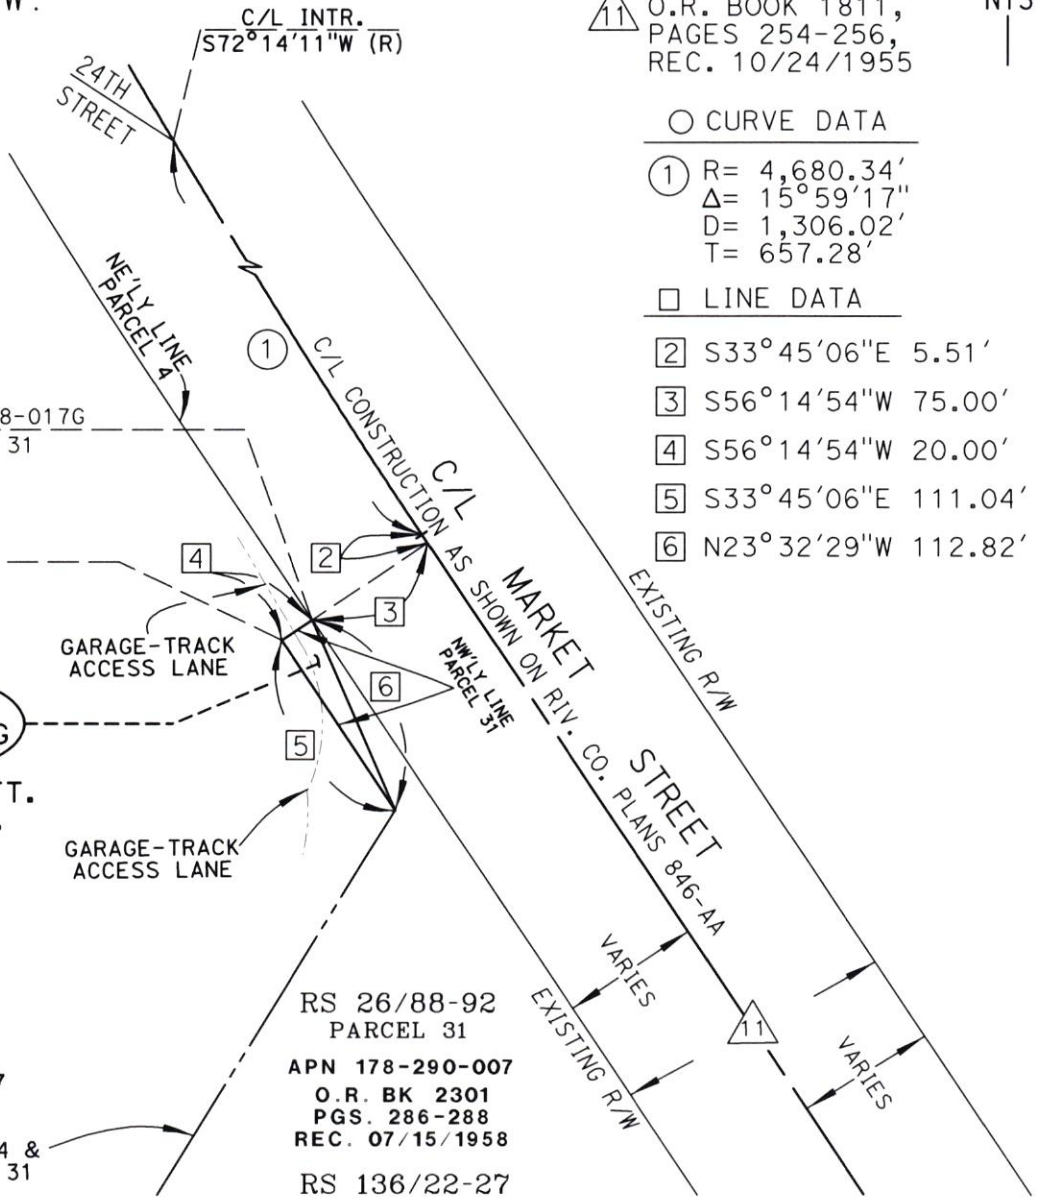 W.
C/L INTR.
S72°14'11"W (R)
24TH
STREET
11 O.R. BOOK 1811,
PAGES 254-256,
REC. 10/24/1955
NTS
○ CURVE DATA
1 R= 4,680.34'
Δ= 15°59'17"
D= 1,306.02'
T= 657.28'
□ LINE DATA
2 S33°45'06"E 5.51'
3 S56°14'54"W 75.00'
4 S56°14'54"W 20.00'
5 S33°45'06"E 111.04'
6 N23°32'29"W 112.82'
NE'LY LINE
PARCEL 4
1
C/L CONSTRUCTION AS SHOWN ON RIV. CO. PLANS 846-AA
C/L
MARKET
STREET
8-017G
31
EXISTING R/W
2
3
4
5
6
GARAGE-TRACK
ACCESS LANE
NW'LY LINE
PARCEL 31
G
T.
GARAGE-TRACK
ACCESS LANE
VARIES
EXISTING R/W
11
VARIES
RS 26/88-92
PARCEL 31
APN 178-290-007
O.R. BK 2301
PGS. 286-288
REC. 07/15/1958
RS 136/22-27
7
4 &
31